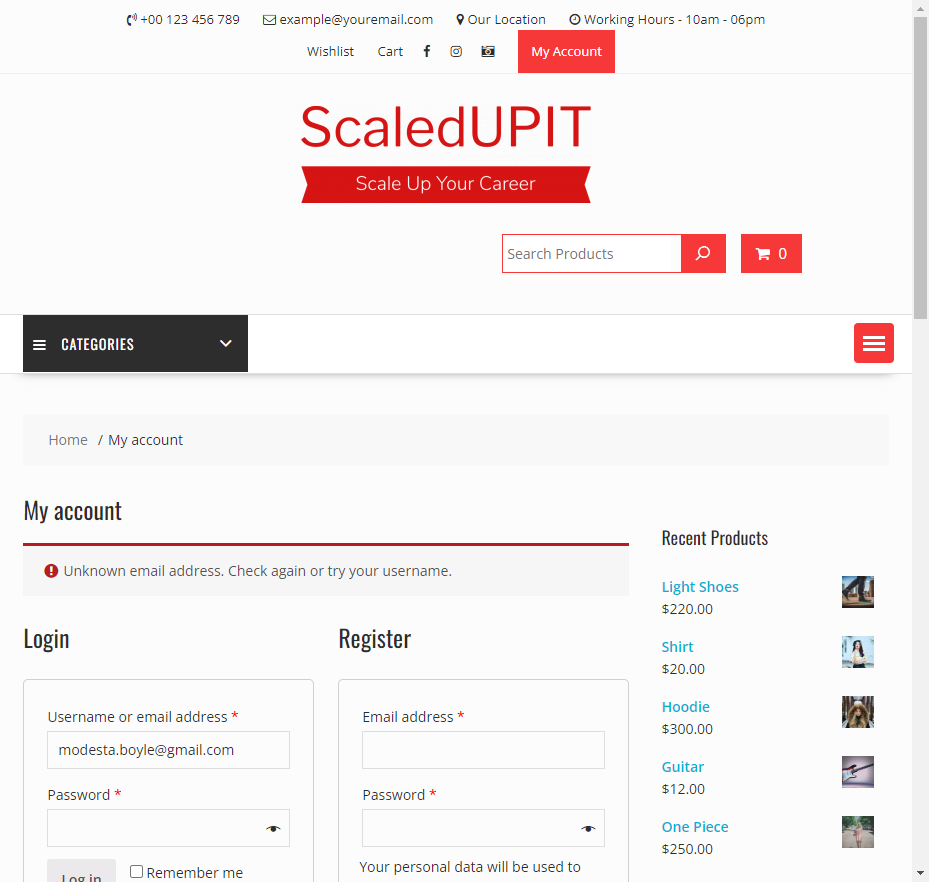 +00 123 456 789 example@youremail.com Our Location Working Hours - 10am - 06pm
Wishlist Cart My Account
ScaledUPIT
Scale Up Your Career
Search Products 0
CATEGORIES
Home / My account
My account
Unknown email address. Check again or try your username.
Login
Username or email address *
modesta.boyle@gmail.com
Password *
Log in Remember me
Register
Email address *
Password *
Your personal data will be used to
Recent Products
Light Shoes
$220.00
Shirt
$20.00
Hoodie
$300.00
Guitar
$12.00
One Piece
$250.00